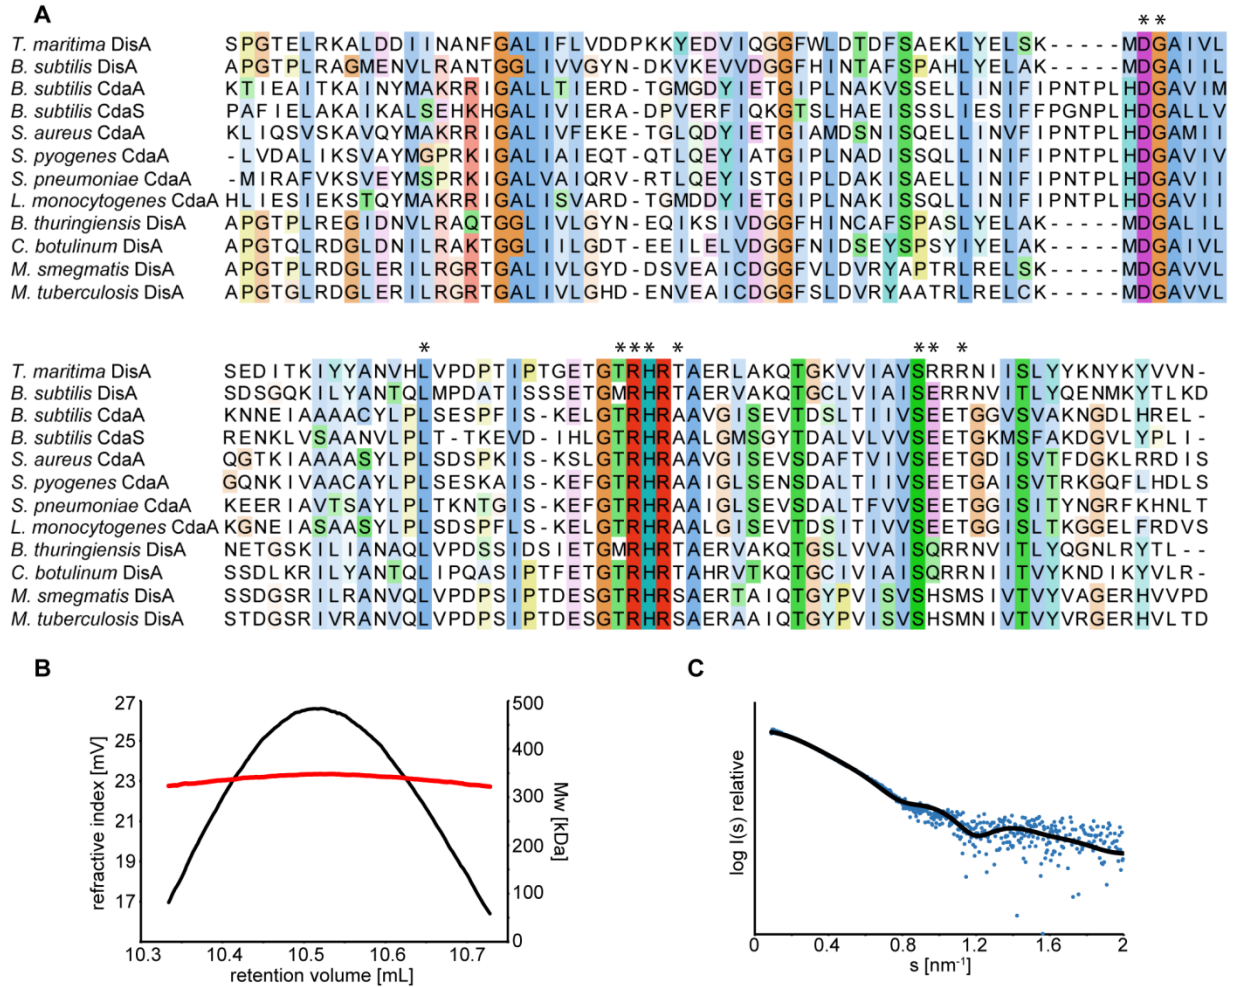 A
* *
T. maritima DisA SPGTELRKALDDIINANFGALIFLVDDPKKYEDVIQGGFWLDTDFSAEKLYELSK-----MDGAIVL
B. subtilis DisA APGTPLRAGMENVLRANTGGLIVVGYN-DKVKEVVDGGFHINTAFSPAHLYELAK-----MDGAIIL
B. subtilis CdaA KTIEAITKAINYMAKRRIGALLTIERD-TGMGDYIETGIPLNAKVSSELLINIFIPNTPLHDGAVIM
B. subtilis CdaS PAFIELAKAIKALSEHKHGALIVIERA-DPVERFIQKGTSLHAEISSSLIESIFFPGNPLHDGALLV
S. aureus CdaA KLIQSVSKAVQYMAKRRIGALIVFEKE-TGLQDYIETGIAMDSNISQELLINVFIPNTPLHDGAMII
S. pyogenes CdaA -LVDALIKSVAYMGPRKIGALIAIEQT-QTLQEYIATGIPLNADISSQLLINIFIPNTPLHDGAVIV
S. pneumoniae CdaA -MIRAFVKSVEYMSPRKIGALVAIQRV-RTLQEYISTGIPLDAKISAELLINIFIPNTPLHDGAVII
L. monocytogenes CdaA HLIESIEKSTQYMAKRRIGALISVARD-TGMDDYIETGIPLNAKISSQLLINIFIPNTPLHDGAVII
B. thuringiensis DisA APGTPLREGIDNVLRAQTGGLIVLGYN-EQIKSIVDGGFHINCAFSPASLYELAK-----MDGALIL
C. botulinum DisA APGTQLRDGLDNILRAKTGGLIVLGDT-EEILELVDGGFNIDSEYSPSYIYELAK-----MDGAIVL
M. smegmatis DisA APGTPLRDGLERILRGRTGALIVLGYD-DSVEAICDGGFVLDVRYAPTRLRELSK-----MDGAVVL
M. tuberculosis DisA APGTGLRDGLERILRGRTGALIVLGHD-ENVEAICDGGFSLDVRYAATRLRELCK-----MDGAVVL
* *** * ** *
T. maritima DisA SEDITKIYYANVHLVPDPTIPTGETGTRHRTAERLAKQTGKVVIAVSRRRNIISLYYKNYKYVVN-
B. subtilis DisA SDSGQKILYANTQLMPDATISSSETGMRHRTAERVAKQTGCLVIAVSERRNVITLYQENMKYTLKD
B. subtilis CdaA KNNEIAAAACYLPLSESPFIS-KELGTRHRAAVGISEVTDSLTIIVSEETGGVSVAKNGDLHREL-
B. subtilis CdaS RENKLVSAANVLPLT-TKEVD-IHLGTRHRAALGMSGYTDALVLVVSEETGKMSFAKDGVLYPLI-
S. aureus CdaA QGTKIAAAASYLPLSDSPKIS-KSLGTRHRAAVGISEVSDAFTVIVSEETGDISVTFDGKLRRDIS
S. pyogenes CdaA GQNKIVAACAYLPLSESKAIS-KEFGTRHRAAIGLSENSDALTIIVSEETGAISVTRKGQFLHDLS
S. pneumoniae CdaA KEERIAVTSAYLPLTKNTGIS-KEFGTRHRAAIGLSEVSDALTFVVSEETGGISITYNGRFKHNLT
L. monocytogenes CdaA KGNEIASAASYLPLSDSPFLS-KELGTRHRAALGISEVTDSITIVVSEETGGISLTKGGELFRDVS
B. thuringiensis DisA NETGSKILIANAQLVPDSSIDSIETGMRHRTAERVAKQTGSLVVAISQRRNVITLYQGNLRYTL--
C. botulinum DisA SSDLKRILYANTQLIPQASIPTFETGTRHRTAHRVTKQTGCIVIAISQRRNIITVYKNDIKYVLR-
M. smegmatis DisA SSDGSRILRANVQLVPDPSIPTDESGTRHRSAERTAIQTGYPVISVSHSMSIVTVYVAGERHVVPD
M. tuberculosis DisA STDGSRIVRANVQLVPDPSIPTDESGTRHRSAERAAIQTGYPVISVSHSMNIVTVYVRGERHVLTD
B
27
25
23
21
19
17
refractive index [mV]
500
400
300
200
100
0
Mw [kDa]
10.3
10.4
10.5
10.6
10.7
retention volume [mL]
C
log I(s) relative
0
0.4
0.8
1.2
1.6
2
s [nm⁻¹]